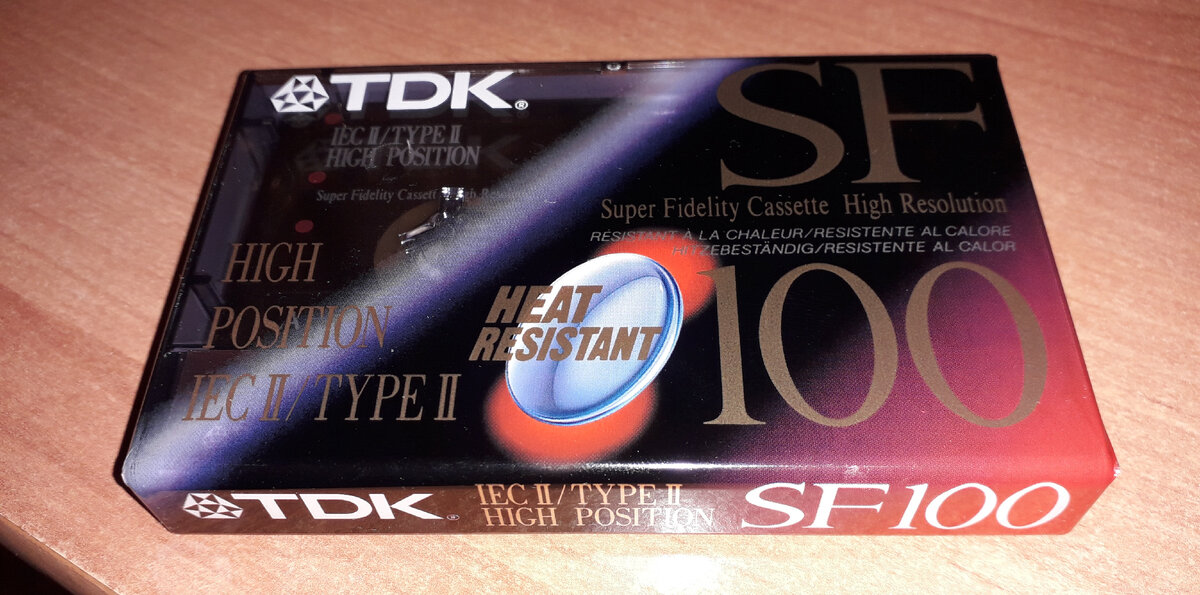 TDK®
SF
IEC II/TYPE II
HIGH POSITION
Super Fidelity Cassette High Resolution
RÉSISTANT À LA CHALEUR/RESISTENTE AL CALORE
HITZEBESTÄNDIG/RESISTENTE AL CALOR
HIGH
POSITION
IEC II/TYPE II
HEAT
RESISTANT
100
TDK®
IEC II/TYPE II
HIGH POSITION
SF100